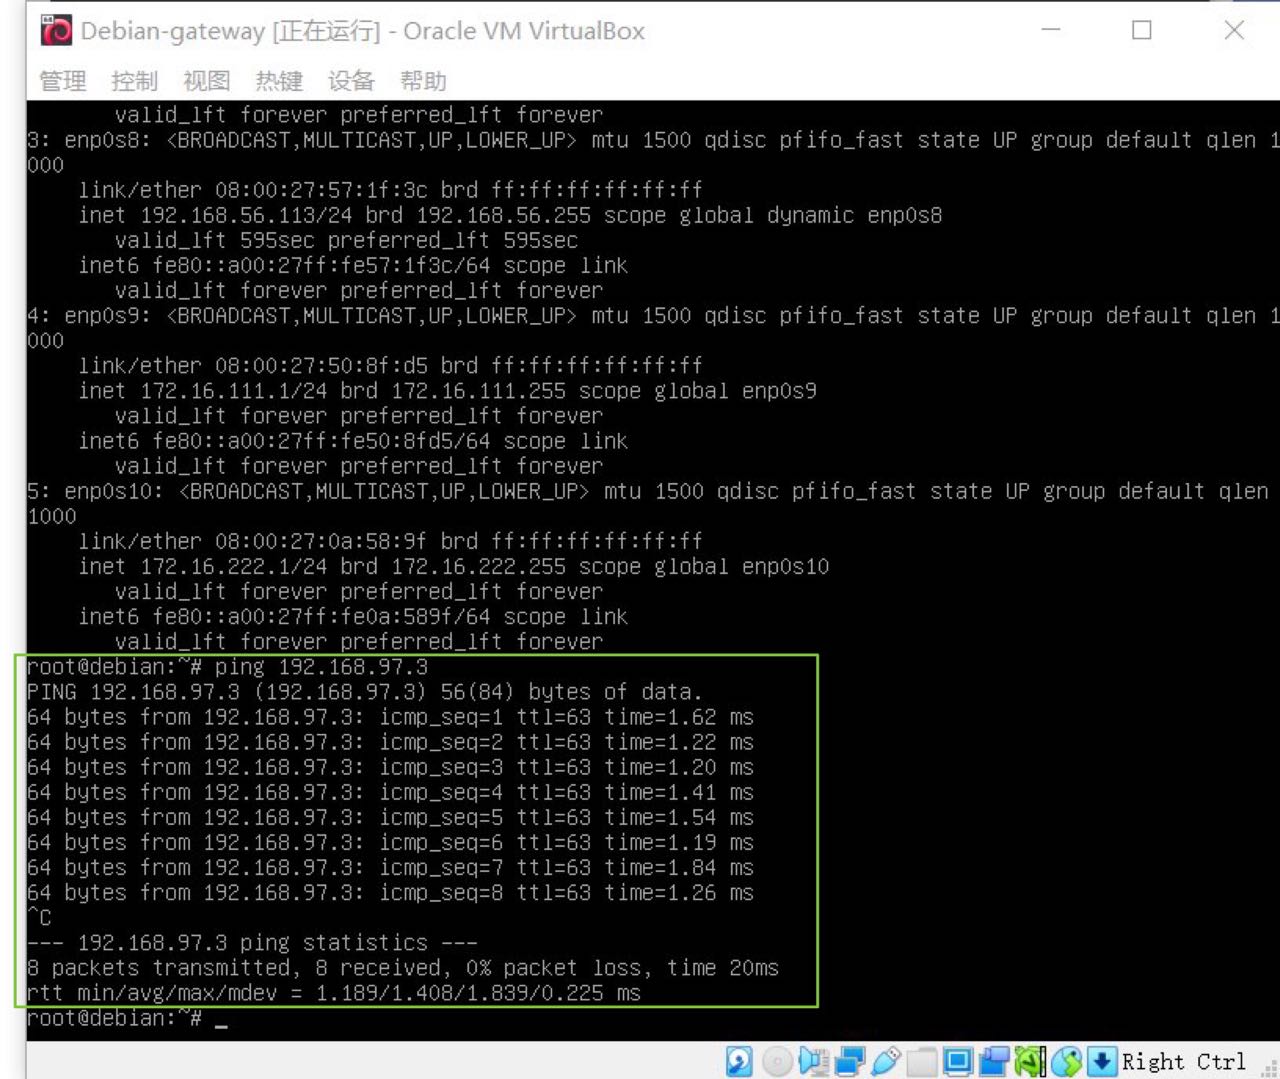 Debian-gateway [正在运行] - Oracle VM VirtualBox
管理 控制 视图 热键 设备 帮助
valid_lft forever preferred_lft forever
3: enp0s8: <BROADCAST,MULTICAST,UP,LOWER_UP> mtu 1500 qdisc pfifo_fast state UP group default qlen 1
000
link/ether 08:00:27:57:1f:3c brd ff:ff:ff:ff:ff:ff
inet 192.168.56.113/24 brd 192.168.56.255 scope global dynamic enp0s8
valid_lft 595sec preferred_lft 595sec
inet6 fe80::a00:27ff:fe57:1f3c/64 scope link
valid_lft forever preferred_lft forever
4: enp0s9: <BROADCAST,MULTICAST,UP,LOWER_UP> mtu 1500 qdisc pfifo_fast state UP group default qlen 1
000
link/ether 08:00:27:50:8f:d5 brd ff:ff:ff:ff:ff:ff
inet 172.16.111.1/24 brd 172.16.111.255 scope global enp0s9
valid_lft forever preferred_lft forever
inet6 fe80::a00:27ff:fe50:8fd5/64 scope link
valid_lft forever preferred_lft forever
5: enp0s10: <BROADCAST,MULTICAST,UP,LOWER_UP> mtu 1500 qdisc pfifo_fast state UP group default qlen
1000
link/ether 08:00:27:0a:58:9f brd ff:ff:ff:ff:ff:ff
inet 172.16.222.1/24 brd 172.16.222.255 scope global enp0s10
valid_lft forever preferred_lft forever
inet6 fe80::a00:27ff:fe0a:589f/64 scope link
valid_lft forever preferred_lft forever
root@debian:~# ping 192.168.97.3
PING 192.168.97.3 (192.168.97.3) 56(84) bytes of data.
64 bytes from 192.168.97.3: icmp_seq=1 ttl=63 time=1.62 ms
64 bytes from 192.168.97.3: icmp_seq=2 ttl=63 time=1.22 ms
64 bytes from 192.168.97.3: icmp_seq=3 ttl=63 time=1.20 ms
64 bytes from 192.168.97.3: icmp_seq=4 ttl=63 time=1.41 ms
64 bytes from 192.168.97.3: icmp_seq=5 ttl=63 time=1.54 ms
64 bytes from 192.168.97.3: icmp_seq=6 ttl=63 time=1.19 ms
64 bytes from 192.168.97.3: icmp_seq=7 ttl=63 time=1.84 ms
64 bytes from 192.168.97.3: icmp_seq=8 ttl=63 time=1.26 ms
^C
--- 192.168.97.3 ping statistics ---
8 packets transmitted, 8 received, 0% packet loss, time 20ms
rtt min/avg/max/mdev = 1.189/1.408/1.839/0.225 ms
root@debian:~# _
Right Ctrl